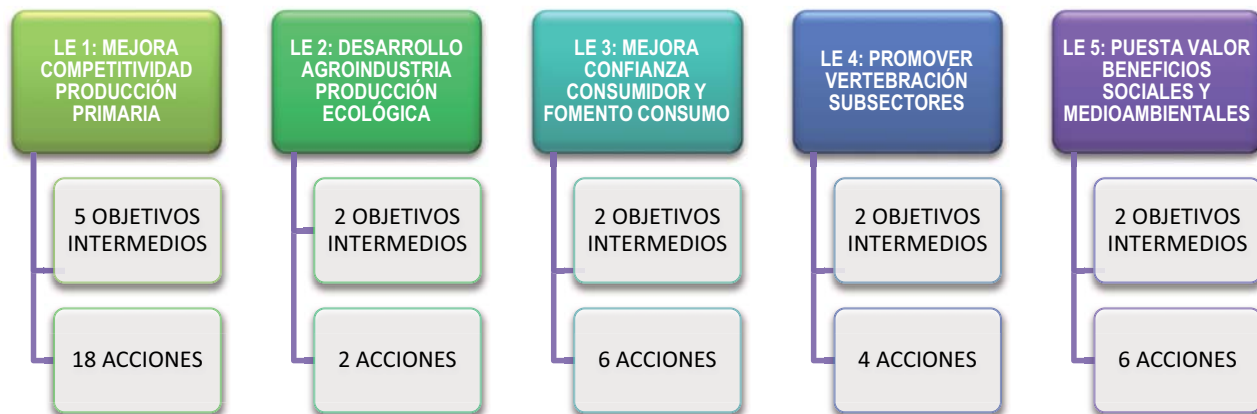 LE 1: MEJORA
COMPETITIVIDAD
PRODUCCIÓN
PRIMARIA
5 OBJETIVOS
INTERMEDIOS
18 ACCIONES
LE 2: DESARROLLO
AGROINDUSTRIA
PRODUCCIÓN
ECOLÓGICA
2 OBJETIVOS
INTERMEDIOS
2 ACCIONES
LE 3: MEJORA
CONFIANZA
CONSUMIDOR Y
FOMENTO CONSUMO
2 OBJETIVOS
INTERMEDIOS
6 ACCIONES
LE 4: PROMOVER
VERTEBRACIÓN
SUBSECTORES
2 OBJETIVOS
INTERMEDIOS
4 ACCIONES
LE 5: PUESTA VALOR
BENEFICIOS
SOCIALES Y
MEDIOAMBIENTALES
2 OBJETIVOS
INTERMEDIOS
6 ACCIONES